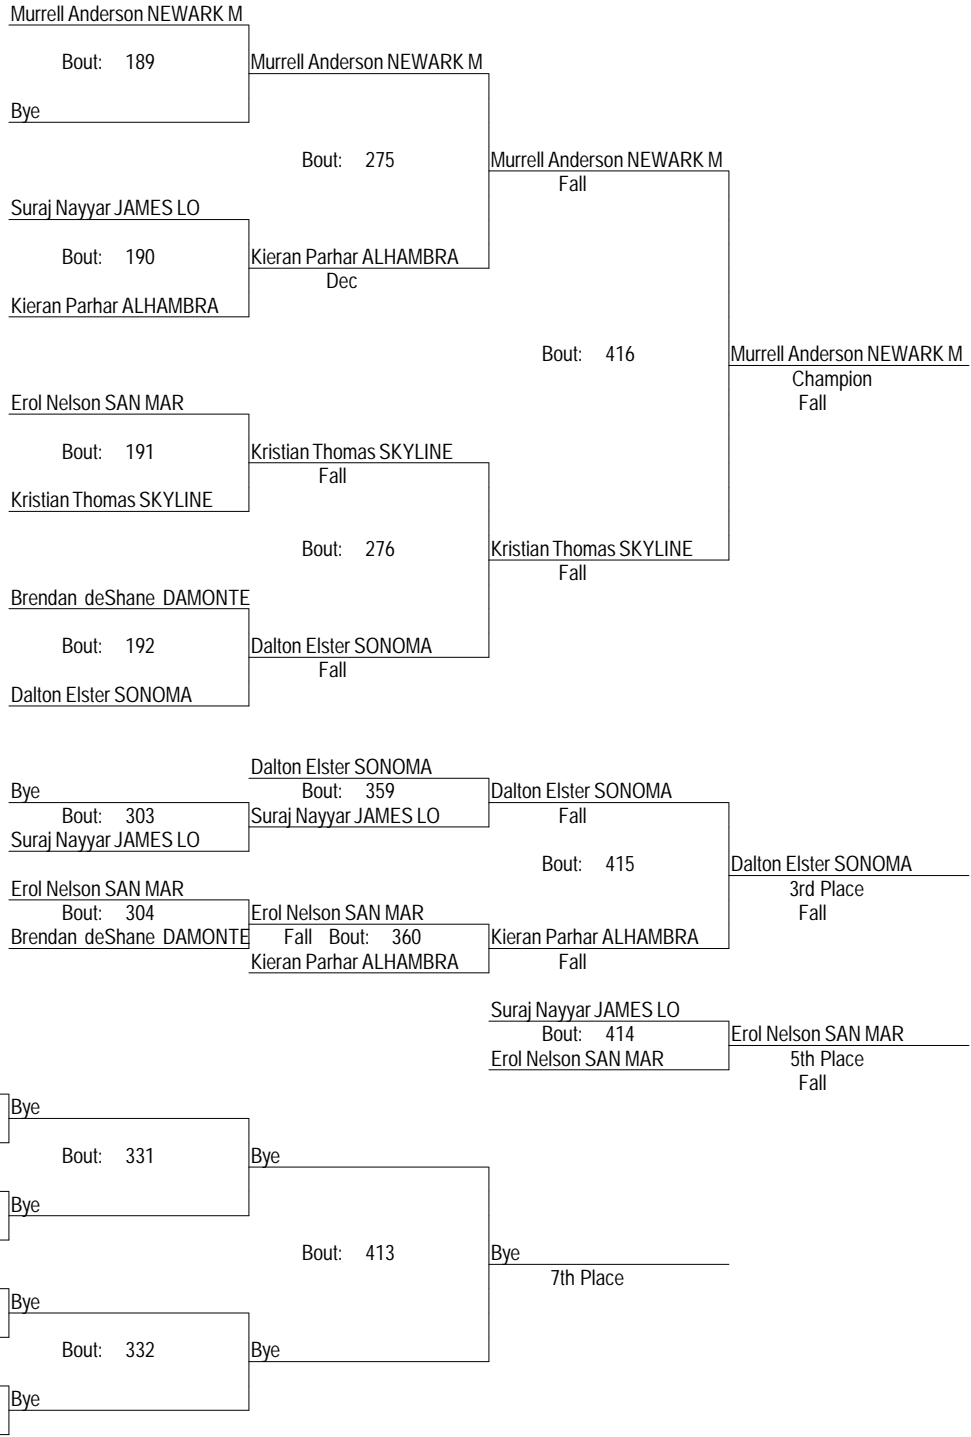 Murrell Anderson NEWARK M
Bout: 189
Murrell Anderson NEWARK M
Bye
Bout: 275
Murrell Anderson NEWARK M
Fall
Suraj Nayyar JAMES LO
Bout: 190
Kieran Parhar ALHAMBRA
Dec
Kieran Parhar ALHAMBRA
Bout: 416
Murrell Anderson NEWARK M
Champion
Fall
Erol Nelson SAN MAR
Bout: 191
Kristian Thomas SKYLINE
Fall
Kristian Thomas SKYLINE
Bout: 276
Kristian Thomas SKYLINE
Fall
Brendan deShane DAMONTE
Bout: 192
Dalton Elster SONOMA
Fall
Dalton Elster SONOMA
Dalton Elster SONOMA
Bye
Bout: 359
Dalton Elster SONOMA
Bout: 303
Suraj Nayyar JAMES LO
Fall
Suraj Nayyar JAMES LO
Bout: 415
Dalton Elster SONOMA
3rd Place
Fall
Erol Nelson SAN MAR
Bout: 304
Erol Nelson SAN MAR
Brendan deShane DAMONTE
Fall Bout: 360
Kieran Parhar ALHAMBRA
Kieran Parhar ALHAMBRA
Fall
Suraj Nayyar JAMES LO
Bout: 414
Erol Nelson SAN MAR
Erol Nelson SAN MAR
5th Place
Fall
Bye
Bout: 331
Bye
Bye
Bout: 413
Bye
7th Place
Bye
Bout: 332
Bye
Bye